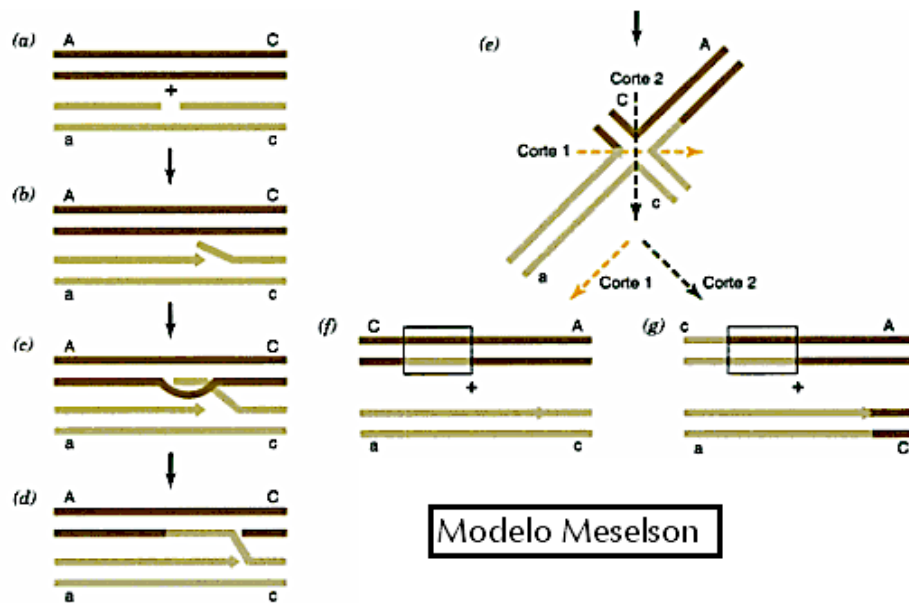 (a) A C
+
a c
(b) A C
a c
(c) A C
a c
(d) A C
a c
(e) A
Corte 2
C
Corte 1
c
a
Corte 1 Corte 2
(f) C A
+
a c
(g) c A
+
a C
Modelo Meselson